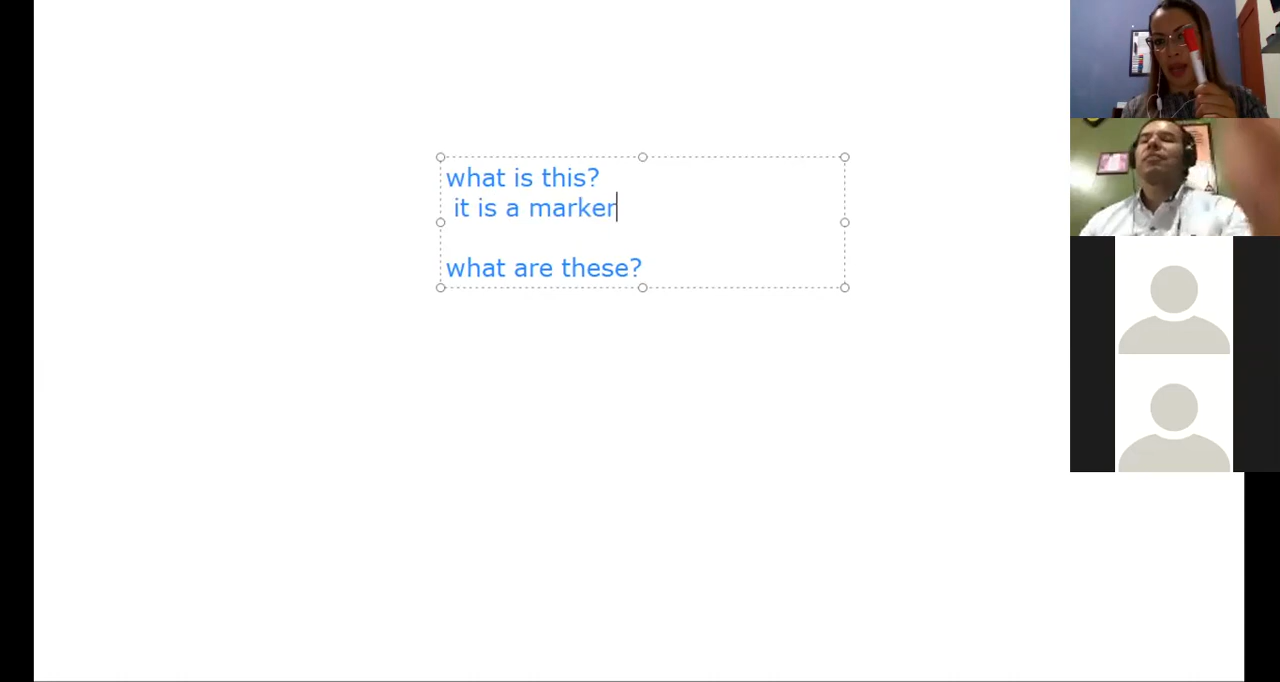 what is this?
it is a marker
what are these?